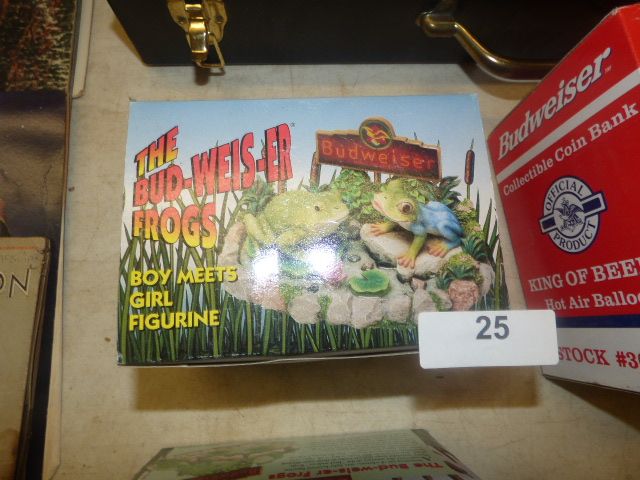 THE
BUD-WEIS-ER
FROGS
BOY MEETS
GIRL
FIGURINE
Budweiser
25
Budweiser
Collectible Coin Bank
OFFICIAL
PRODUCT
KING OF BEE
Hot Air Balloo
STOCK #3
ON
The Bud-weis-er Frogs